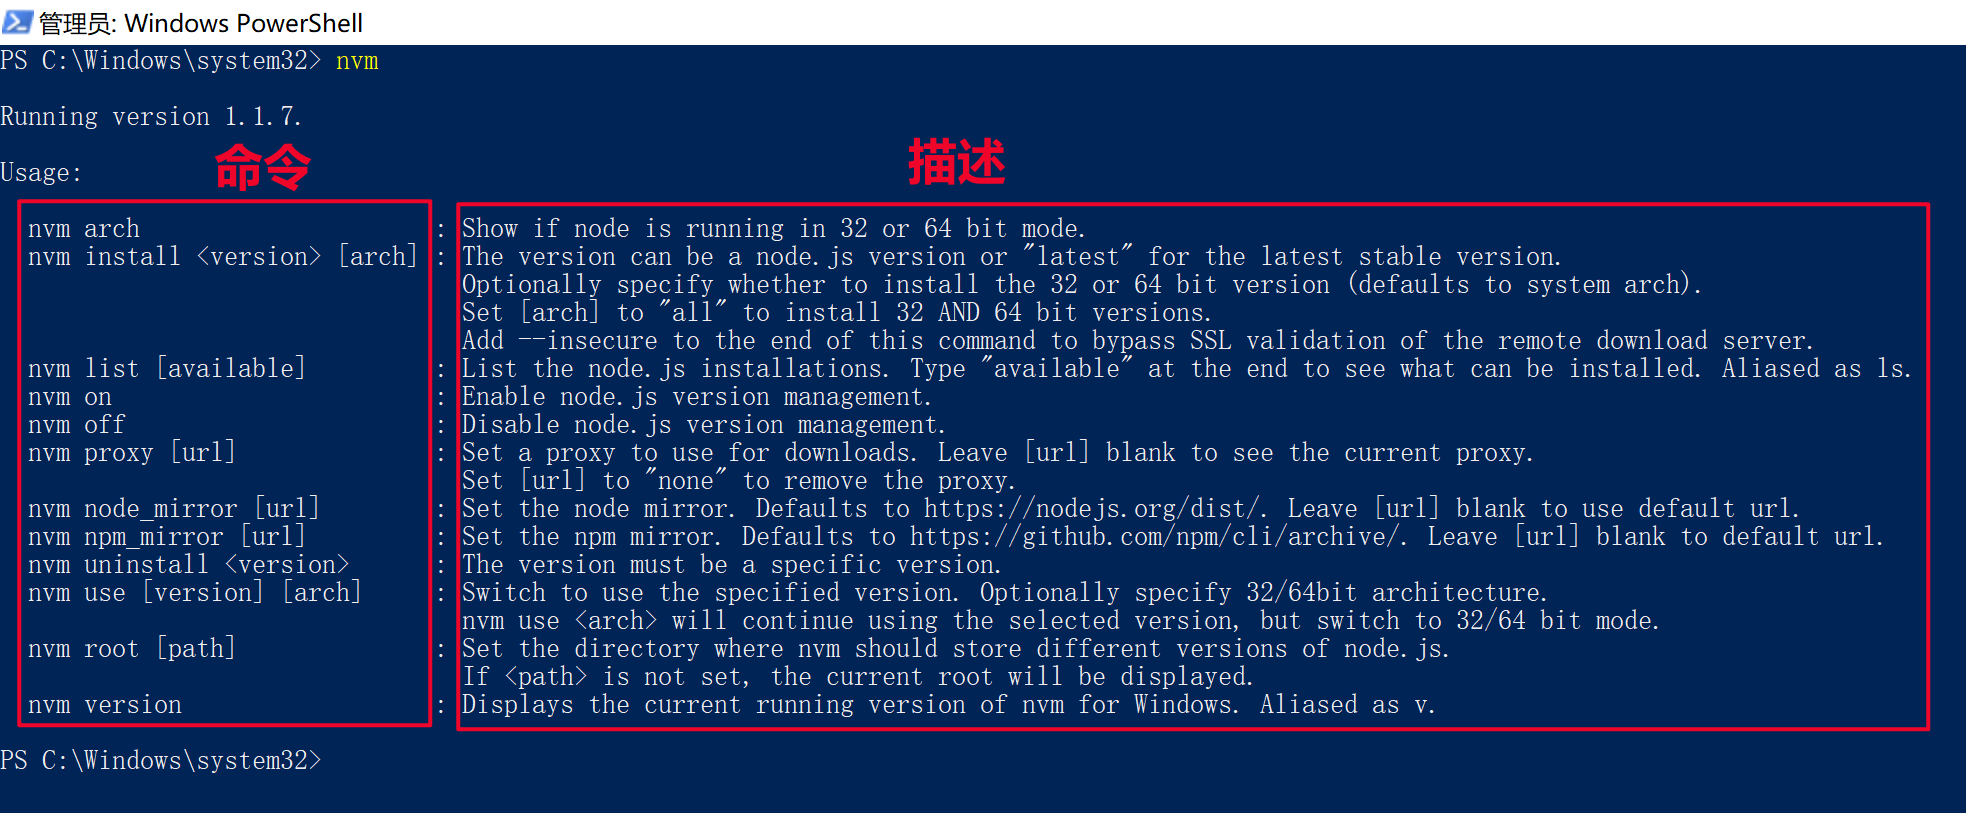 管理员: Windows PowerShell
PS C:\Windows\system32> nvm
Running version 1.1.7.
Usage:
命令
描述
nvm arch : Show if node is running in 32 or 64 bit mode.
nvm install <version> [arch] : The version can be a node.js version or "latest" for the latest stable version.
Optionally specify whether to install the 32 or 64 bit version (defaults to system arch).
Set [arch] to "all" to install 32 AND 64 bit versions.
Add --insecure to the end of this command to bypass SSL validation of the remote download server.
nvm list [available] : List the node.js installations. Type "available" at the end to see what can be installed. Aliased as ls.
nvm on : Enable node.js version management.
nvm off : Disable node.js version management.
nvm proxy [url] : Set a proxy to use for downloads. Leave [url] blank to see the current proxy.
Set [url] to "none" to remove the proxy.
nvm node_mirror [url] : Set the node mirror. Defaults to https://nodejs.org/dist/. Leave [url] blank to use default url.
nvm npm_mirror [url] : Set the npm mirror. Defaults to https://github.com/npm/cli/archive/. Leave [url] blank to default url.
nvm uninstall <version> : The version must be a specific version.
nvm use [version] [arch] : Switch to use the specified version. Optionally specify 32/64bit architecture.
nvm use <arch> will continue using the selected version, but switch to 32/64 bit mode.
nvm root [path] : Set the directory where nvm should store different versions of node.js.
If <path> is not set, the current root will be displayed.
nvm version : Displays the current running version of nvm for Windows. Aliased as v.
PS C:\Windows\system32>